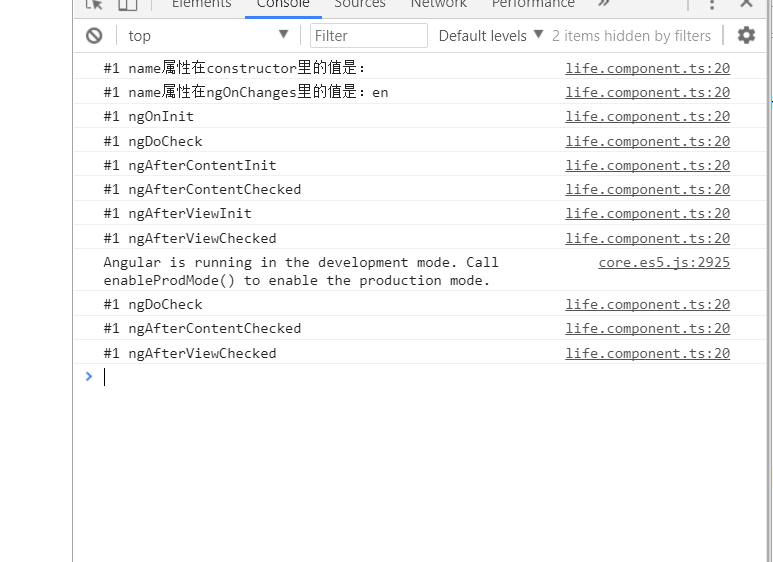 Elements Console Sources Network Performance »
top Filter Default levels 2 items hidden by filters
#1 name属性在constructor里的值是: life.component.ts:20
#1 name属性在ngOnChanges里的值是: en life.component.ts:20
#1 ngOnInit life.component.ts:20
#1 ngDoCheck life.component.ts:20
#1 ngAfterContentInit life.component.ts:20
#1 ngAfterContentChecked life.component.ts:20
#1 ngAfterViewInit life.component.ts:20
#1 ngAfterViewChecked life.component.ts:20
Angular is running in the development mode. Call core.es5.js:2925
enableProdMode() to enable the production mode.
#1 ngDoCheck life.component.ts:20
#1 ngAfterContentChecked life.component.ts:20
#1 ngAfterViewChecked life.component.ts:20